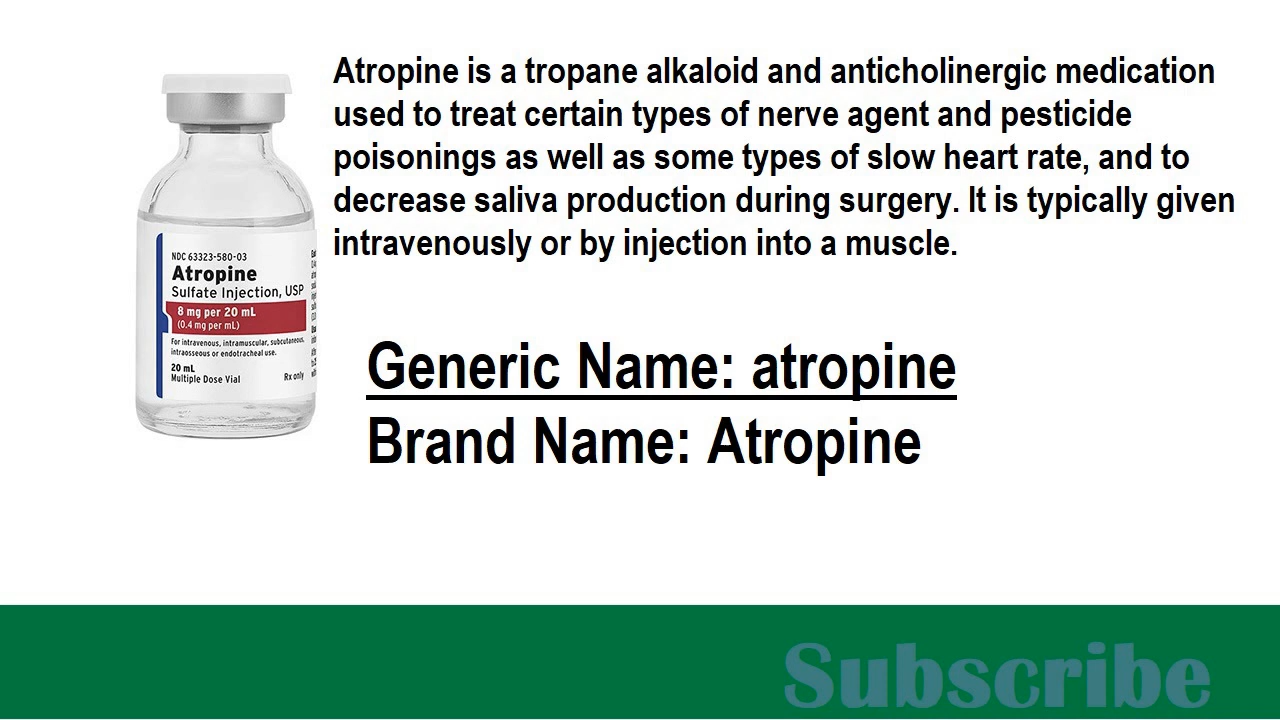 Atropine is a tropane alkaloid and anticholinergic medication
used to treat certain types of nerve agent and pesticide
poisonings as well as some types of slow heart rate, and to
decrease saliva production during surgery. It is typically given
intravenously or by injection into a muscle.
NDC 63323-580-03
Atropine
Sulfate Injection, USP
8 mg per 20 mL
(0.4 mg per mL)
For intravenous, intramuscular, subcutaneous,
intraosseous or endotracheal use.
20 mL
Multiple Dose Vial
Rx only
Generic Name: atropine
Brand Name: Atropine
Subscribe